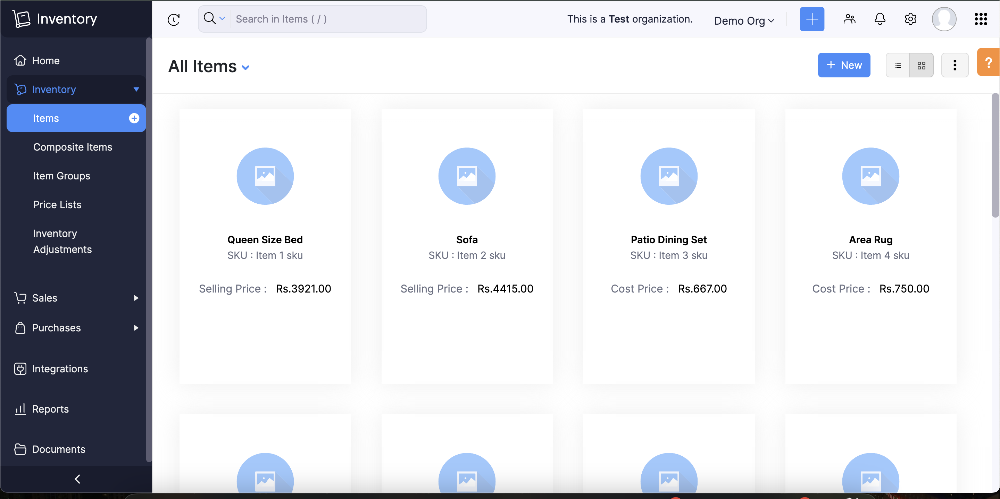 Inventory
Search in Items ( / )
This is a Test organization.
Demo Org
Home
Inventory
Items
Composite Items
Item Groups
Price Lists
Inventory
Adjustments
Sales
Purchases
Integrations
Reports
Documents
All Items
+ New
?
Queen Size Bed
SKU : Item 1 sku
Selling Price : Rs.3921.00
Sofa
SKU : Item 2 sku
Selling Price : Rs.4415.00
Patio Dining Set
SKU : Item 3 sku
Cost Price : Rs.667.00
Area Rug
SKU : Item 4 sku
Cost Price : Rs.750.00